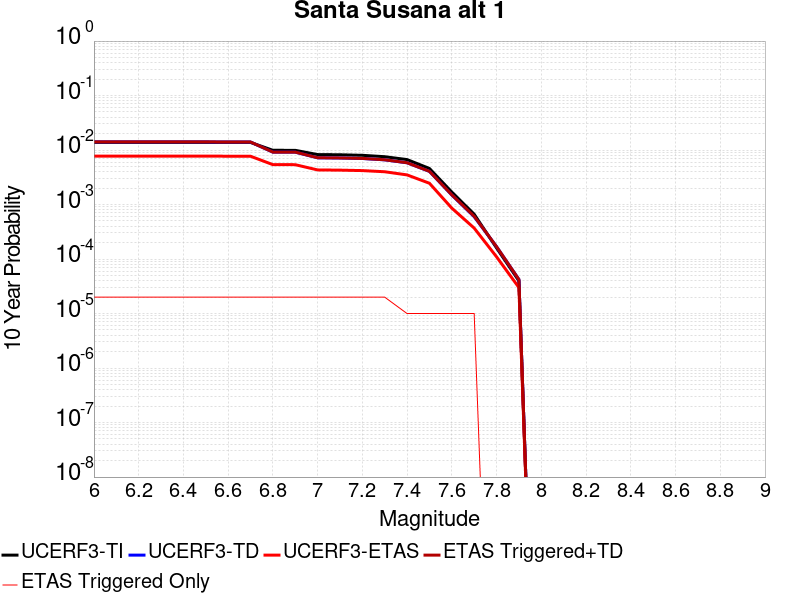 Santa Susana alt 1
10^0
10^-1
10^-2
10^-3
10^-4
10^-5
10^-6
10^-7
10^-8
10 Year Probability
6 6.2 6.4 6.6 6.8 7 7.2 7.4 7.6 7.8 8 8.2 8.4 8.6 8.8 9
Magnitude
UCERF3-TI UCERF3-TD UCERF3-ETAS ETAS Triggered+TD
ETAS Triggered Only